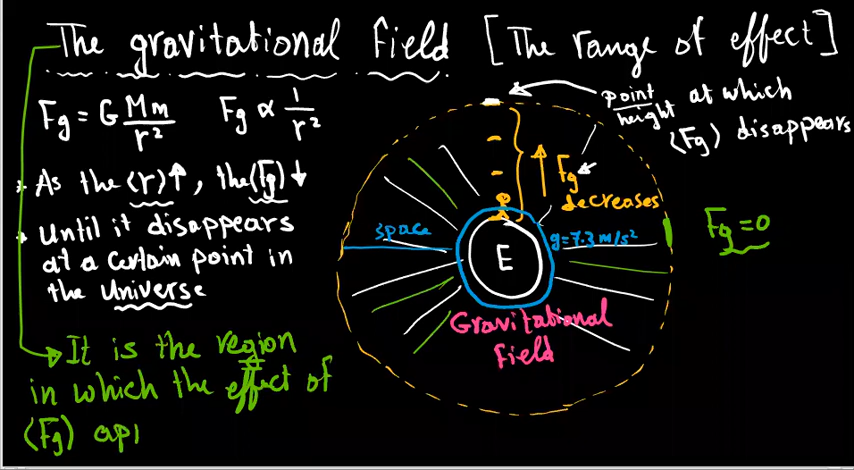 The gravitational Field [The range of effect]
Fg = G Mm/r² Fg ∝ 1/r²
point/height at which
(Fg) disappears
• As the (r)↑, the (Fg)↓
• Until it disappears
at a certain point in
the Universe
Fg
decreases
space
g=7.3 m/s²
E
Fg=0
Gravitational
Field
It is the region
in which the effect of
(Fg) app